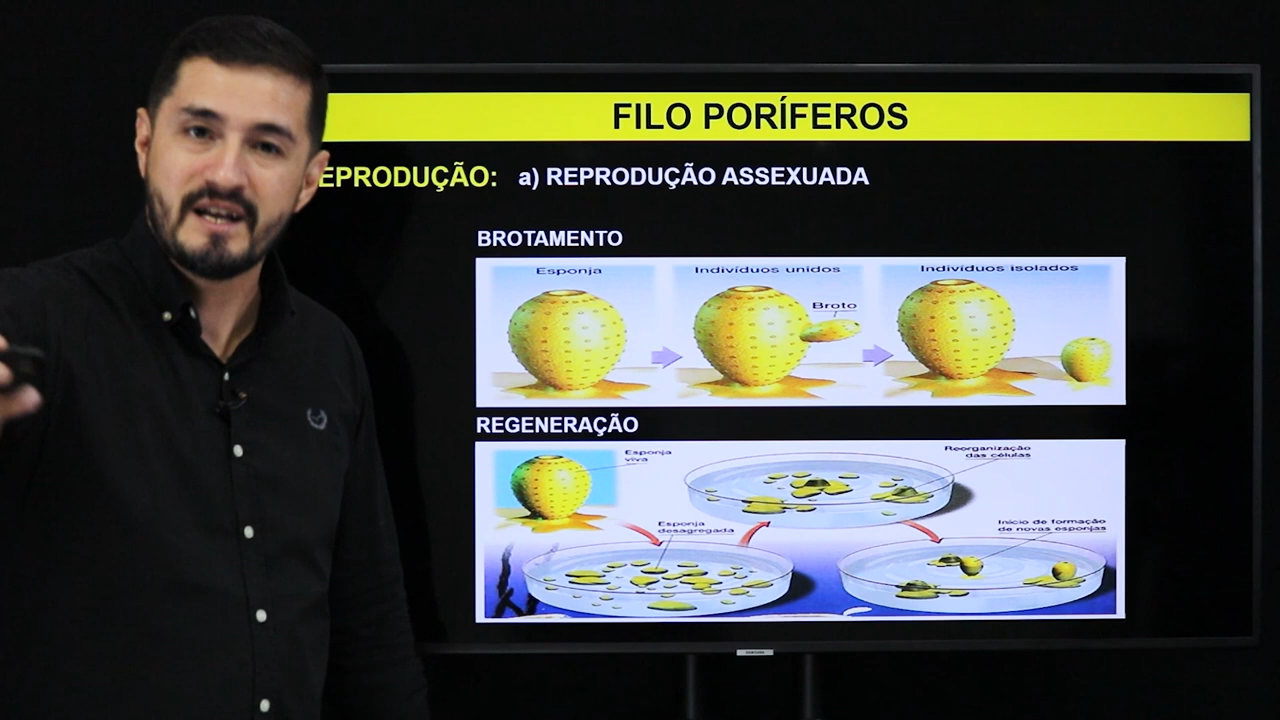 FILO PORÍFEROS
EPRODUÇÃO: a) REPRODUÇÃO ASSEXUADA
BROTAMENTO
Esponja
Indivíduos unidos
Indivíduos isolados
Broto
REGENERAÇÃO
Esponja
viva
Reorganização
das células
Esponja
desagregada
Início de formação
de novas esponjas
SAMSUNG